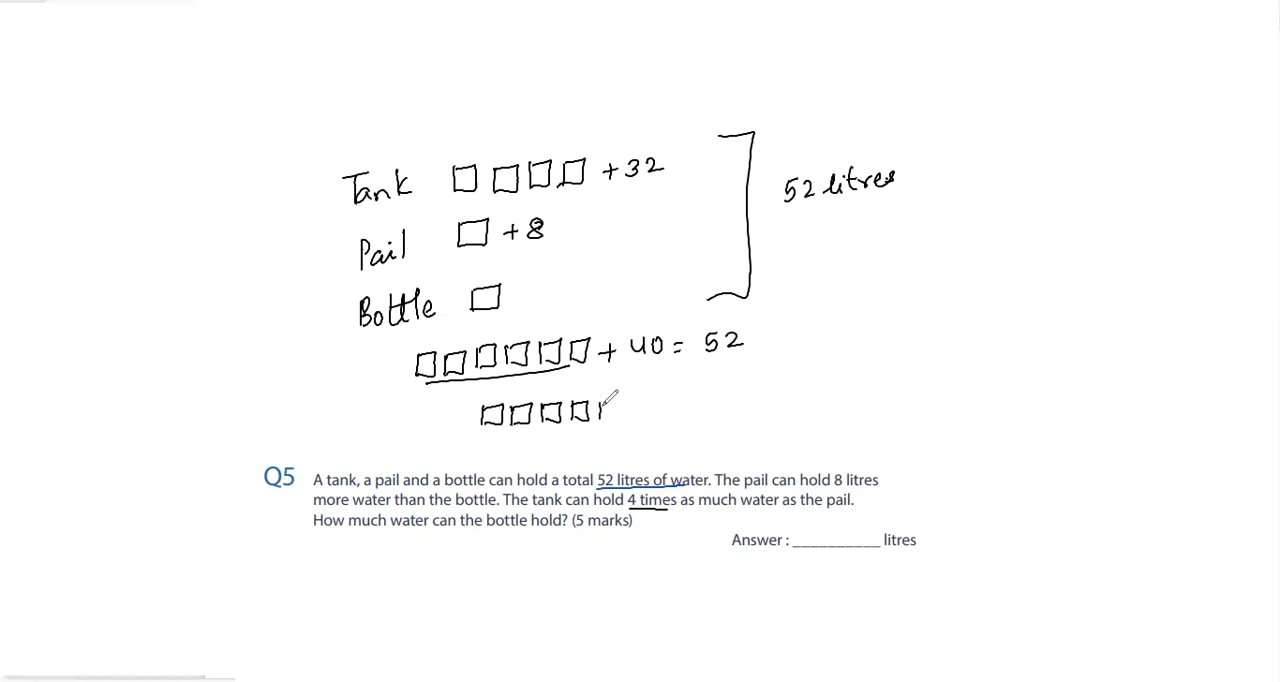 Tank □ □ □ □ + 32
52 litres
Pail □ + 8
Bottle □
□ □ □ □ □ □ + 40 = 52
□ □ □ □
Q5 A tank, a pail and a bottle can hold a total 52 litres of water. The pail can hold 8 litres
more water than the bottle. The tank can hold 4 times as much water as the pail.
How much water can the bottle hold? (5 marks)
Answer : __________ litres